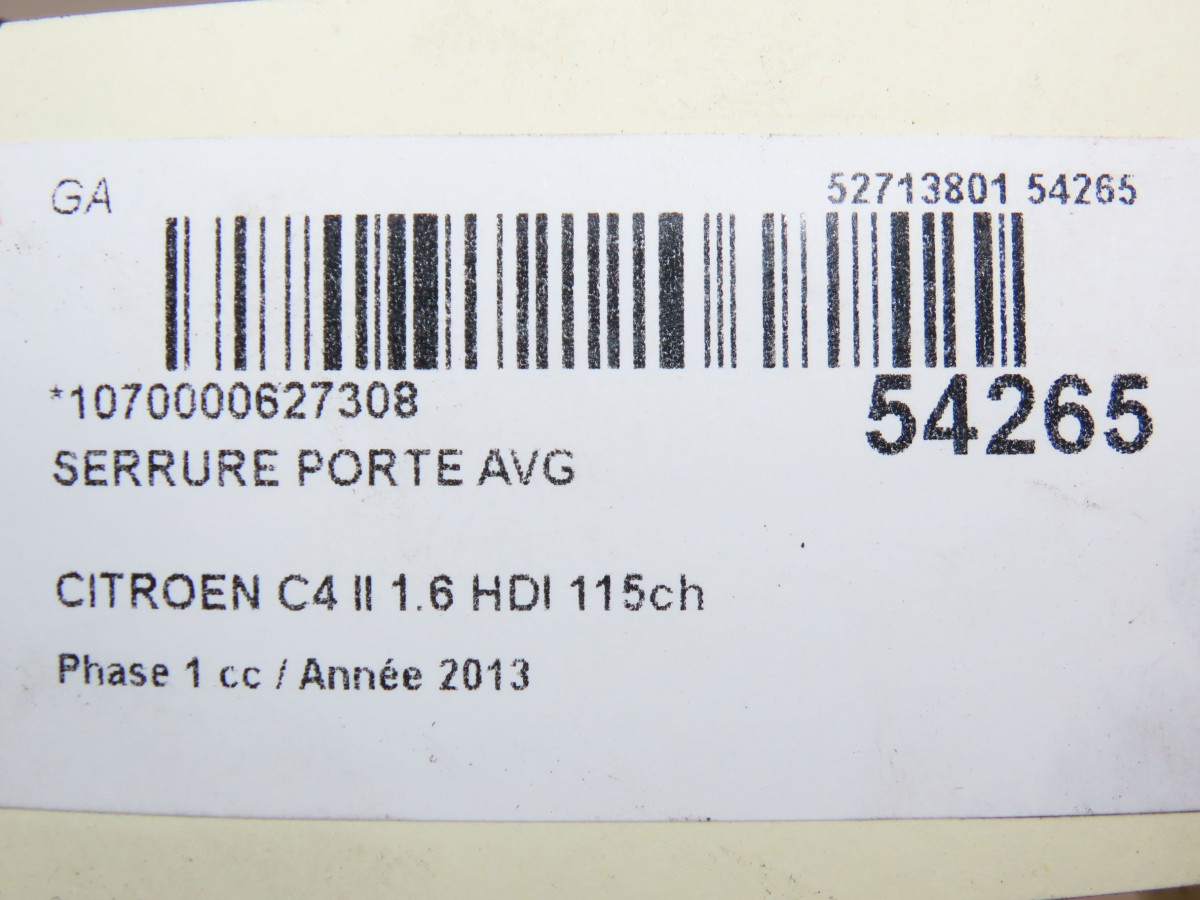 GA
52713801 54265
*1070000627308
54265
SERRURE PORTE AVG
CITROEN C4 II 1.6 HDI 115ch
Phase 1 cc / Année 2013